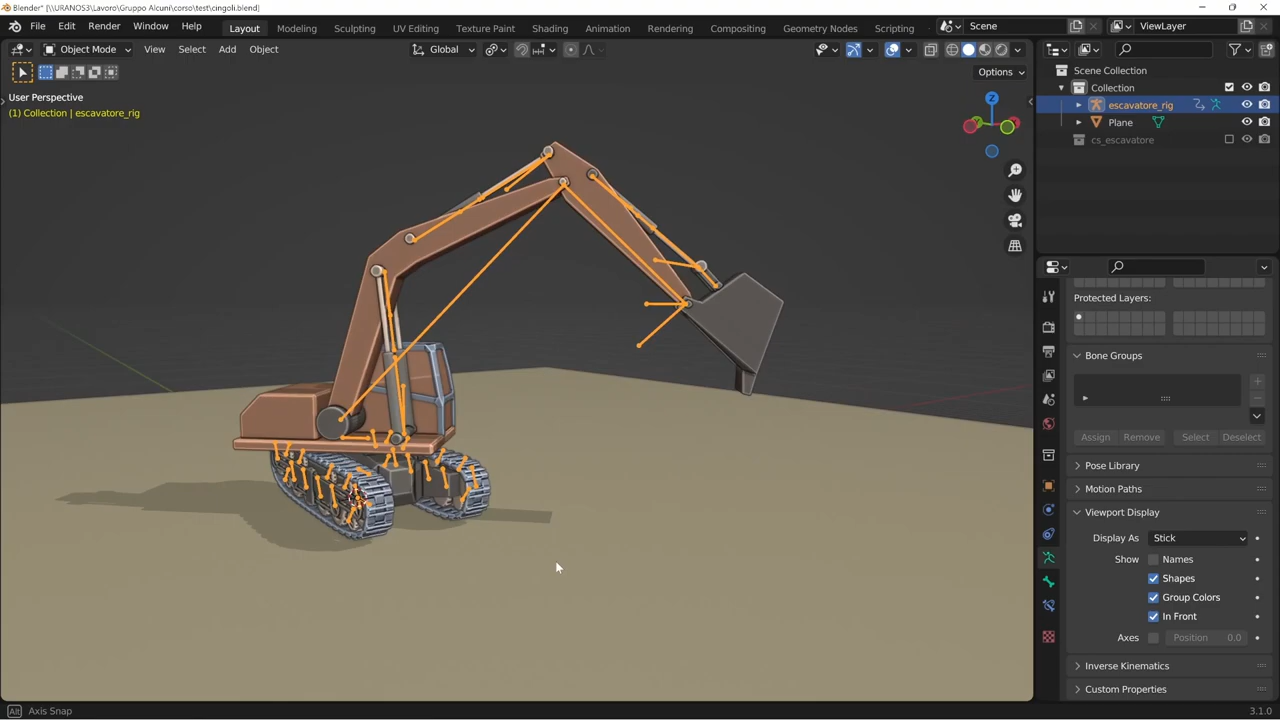 Blender* [\\URANOS3\Lavoro\Gruppo Alcuni\corso\test\cingoli.blend]
File Edit Render Window Help Layout Modeling Sculpting UV Editing Texture Paint Shading Animation Rendering Compositing Geometry Nodes Scripting Scene ViewLayer
Object Mode View Select Add Object Global
Options
User Perspective
(1) Collection | escavatore_rig
Z
Y
Scene Collection
Collection
escavatore_rig
Plane
cs_escavatore
Protected Layers:
Bone Groups
Assign Remove Select Deselect
Pose Library
Motion Paths
Viewport Display
Display As Stick
Show Names
Shapes
Group Colors
In Front
Axes Position 0.0
Inverse Kinematics
Custom Properties
Alt Axis Snap
3.1.0